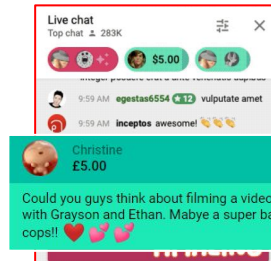 Live chat
Top chat 283K
$5.00
9:59 AM egestas6554 12 vulputate amet
9:59 AM inceptos awesome! 👏👏👏
Christine
£5.00
Could you guys think about filming a video
with Grayson and Ethan. Mabye a super ba
cops!! ❤️ 💕 💕